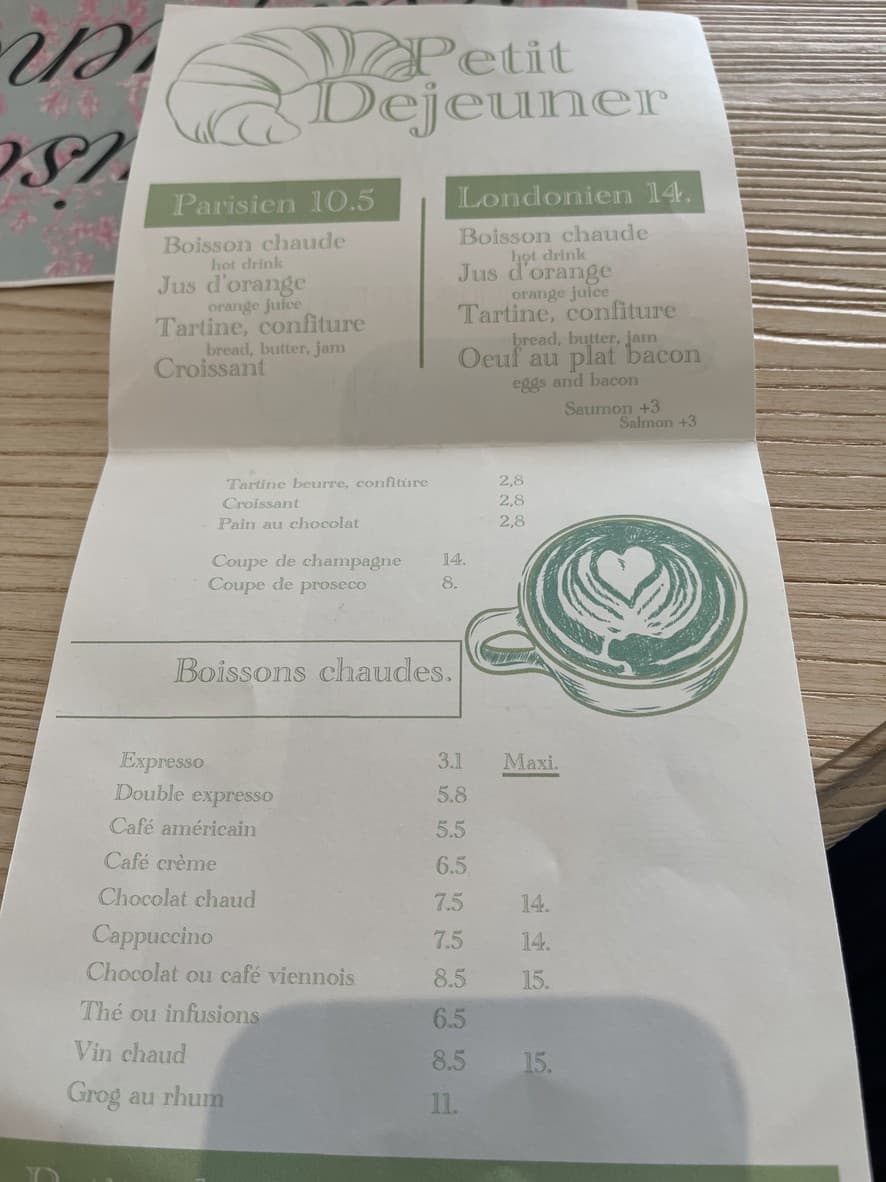 Petit
Dejeuner
Parisien 10.5
Boisson chaude
hot drink
Jus d'orange
orange juice
Tartine, confiture
bread, butter, jam
Croissant
Londonien 14.
Boisson chaude
hot drink
Jus d'orange
orange juice
Tartine, confiture
bread, butter, jam
Oeuf au plat bacon
eggs and bacon
Saumon +3
Salmon +3
Tartine beurre, confiture 2,8
Croissant 2,8
Pain au chocolat 2,8
Coupe de champagne 14.
Coupe de proseco 8.
Boissons chaudes.
Expresso 3.1 Maxi.
Double expresso 5.8
Café américain 5.5
Café crème 6.5
Chocolat chaud 7.5 14.
Cappuccino 7.5 14.
Chocolat ou café viennois 8.5 15.
Thé ou infusions 6.5
Vin chaud 8.5 15.
Grog au rhum 11.